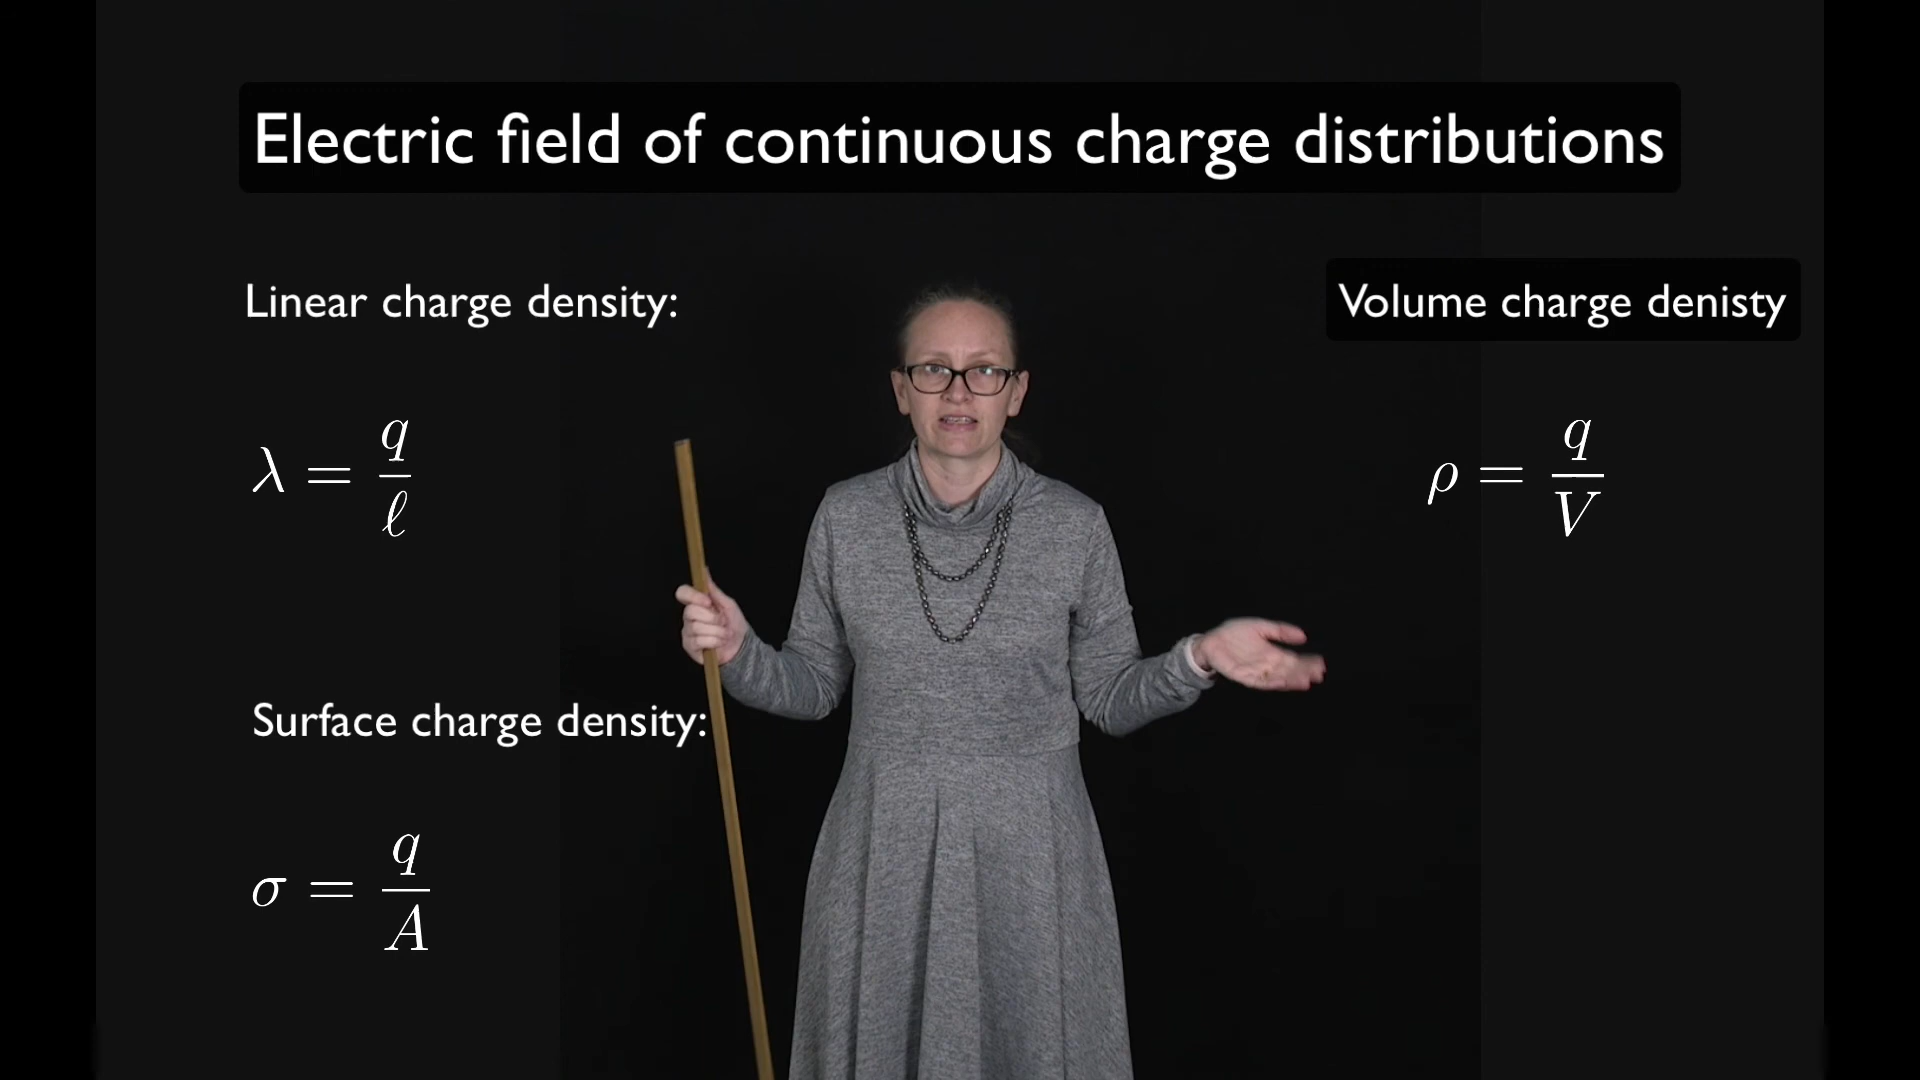 Electric field of continuous charge distributions
Linear charge density:
λ = q/ℓ
Surface charge density:
σ = q/A
Volume charge denisty
ρ = q/V